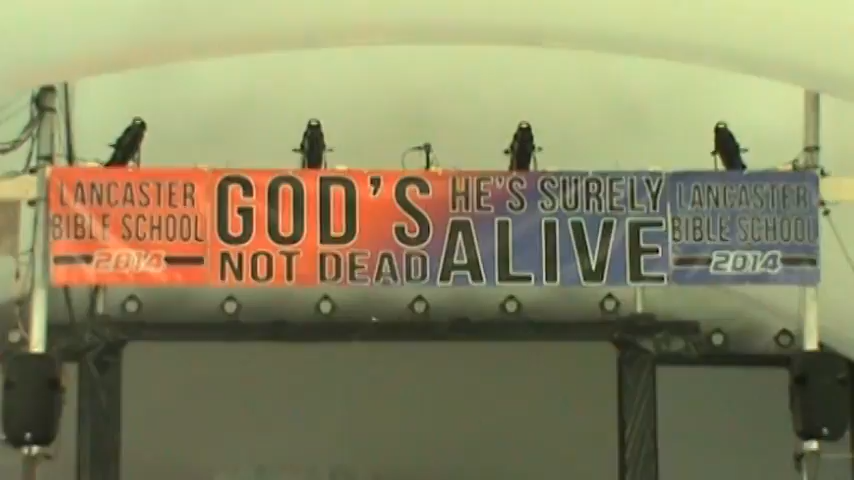 LANCASTER
BIBLE SCHOOL
2014
GOD'S
NOT DEAD
HE'S SURELY
ALIVE
LANCASTER
BIBLE SCHOOL
2014